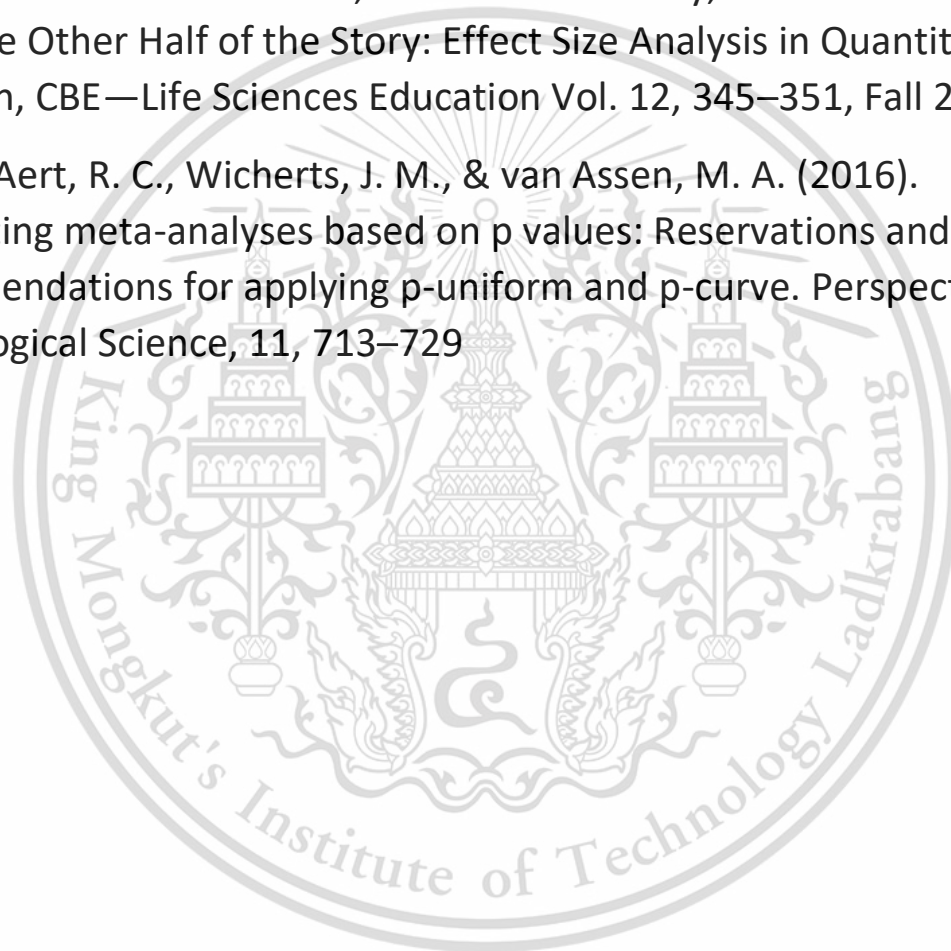 e Other Half of the Story: Effect Size Analysis in Quantit
n, CBE—Life Sciences Education Vol. 12, 345–351, Fall 2
Aert, R. C., Wicherts, J. M., & van Assen, M. A. (2016).
ing meta-analyses based on p values: Reservations and
endations for applying p-uniform and p-curve. Perspect
ogical Science, 11, 713–729
King Mongkut's Institute of Technology Ladkrabang